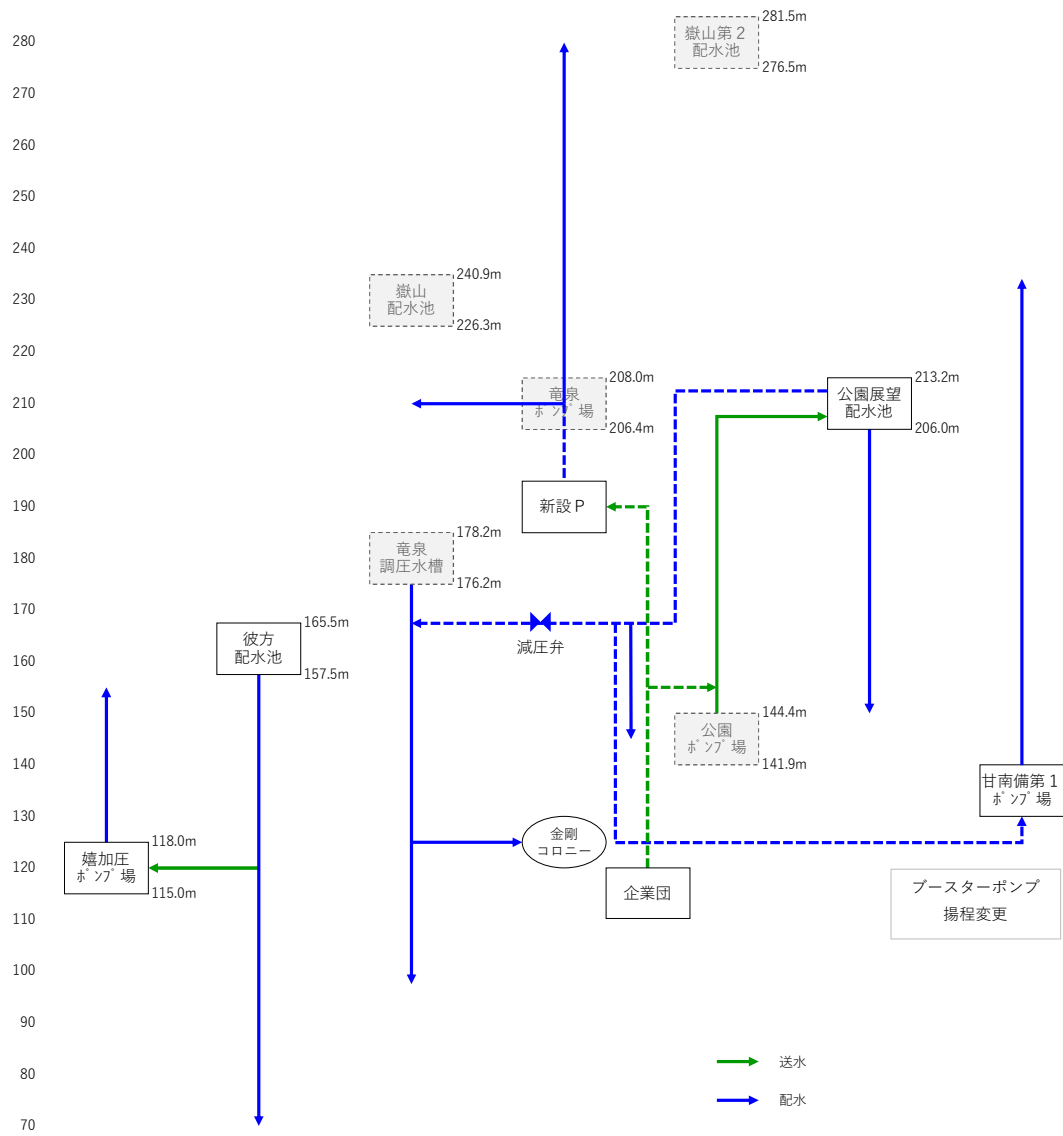 281.5m
嶽山第２
配水池
276.5m
280
270
260
250
240
230
220
210
200
190
180
170
160
150
140
130
120
110
100
90
80
70
240.9m
嶽山
配水池
226.3m
208.0m
竜泉
ﾎﾟﾝﾌﾟ場
206.4m
213.2m
公園展望
配水池
206.0m
新設Ｐ
178.2m
竜泉
調圧水槽
176.2m
165.5m
彼方
配水池
157.5m
減圧弁
144.4m
公園
ﾎﾟﾝﾌﾟ場
141.9m
甘南備第１
ﾎﾟﾝﾌﾟ場
118.0m
嬉加圧
ﾎﾟﾝﾌﾟ場
115.0m
金剛
コロニー
企業団
ブースターポンプ
揚程変更
送水
配水